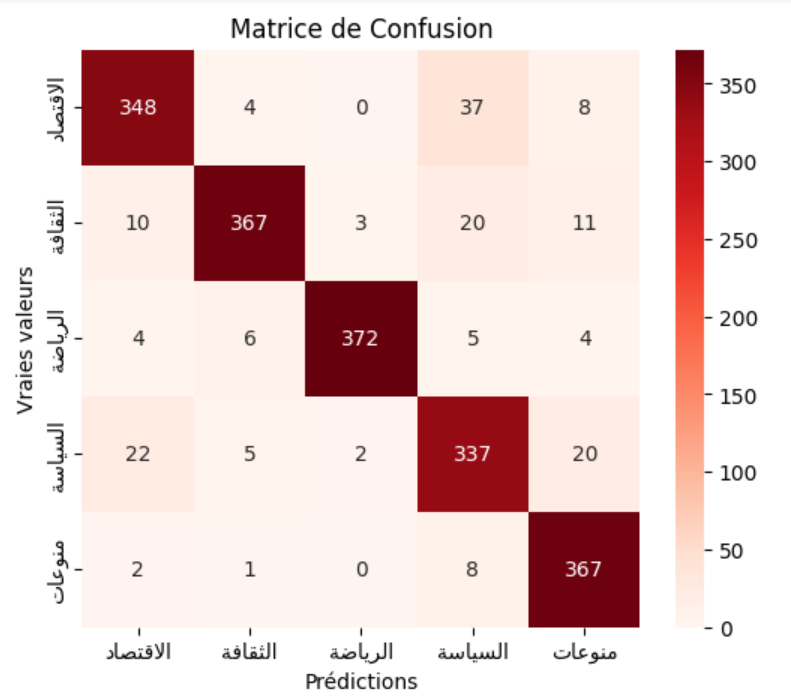 Matrice de Confusion
الاقتصاد 348 4 0 37 8
الثقافة 10 367 3 20 11
الرياضة 4 6 372 5 4
السياسة 22 5 2 337 20
منوعات 2 1 0 8 367
الاقتصاد الثقافة الرياضة السياسة منوعات
Prédictions
Vraies valeurs
350
300
250
200
150
100
50
0